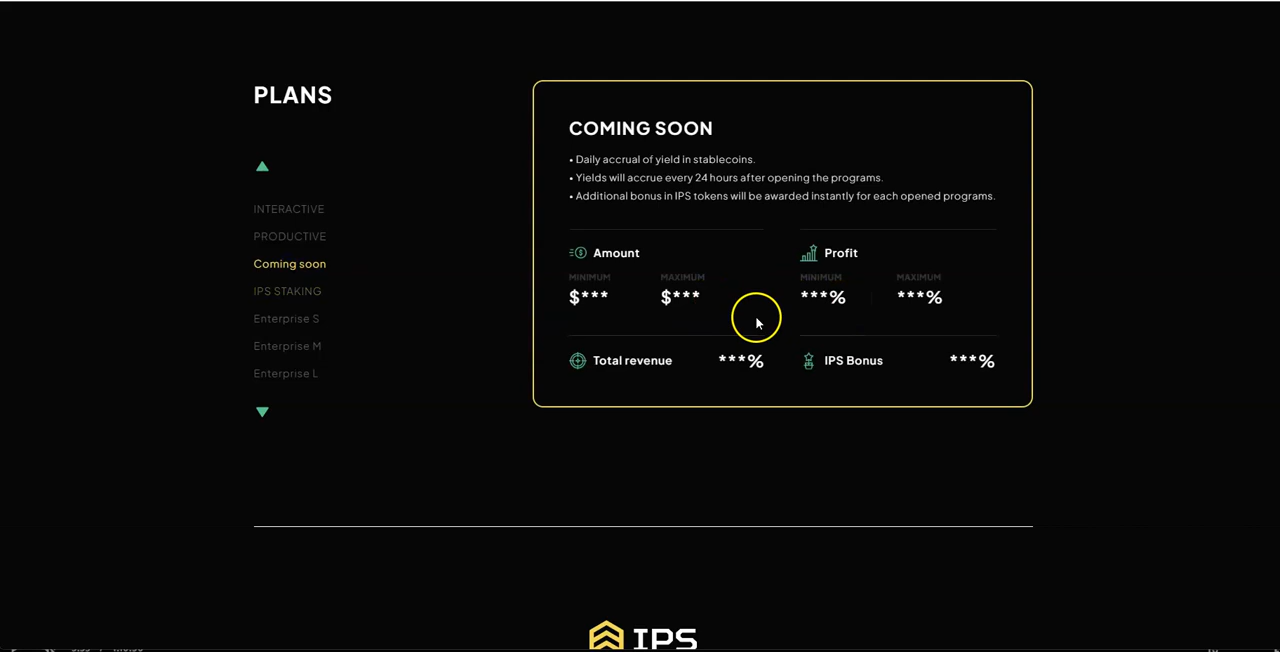 PLANS
INTERACTIVE
PRODUCTIVE
Coming soon
IPS STAKING
Enterprise S
Enterprise M
Enterprise L
COMING SOON
• Daily accrual of yield in stablecoins.
• Yields will accrue every 24 hours after opening the programs.
• Additional bonus in IPS tokens will be awarded instantly for each opened programs.
Amount
MINIMUM MAXIMUM
$*** $***
Profit
MINIMUM MAXIMUM
***% ***%
Total revenue ***%
IPS Bonus ***%
IPS